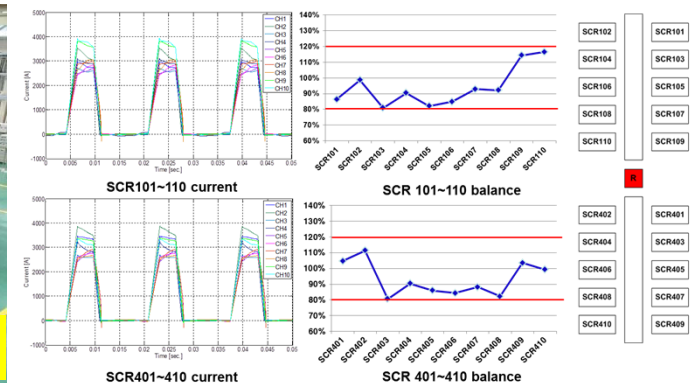 5000
4000
3000
2000
1000
0
-1000
Current [A]
0 0.005 0.01 0.015 0.02 0.025 0.03 0.035 0.04 0.045 0.05
Time [sec.]
CH1
CH2
CH3
CH4
CH5
CH6
CH7
CH8
CH9
CH10
SCR101~110 current
140%
130%
120%
110%
100%
90%
80%
70%
60%
SCR101 SCR102 SCR103 SCR104 SCR105 SCR106 SCR107 SCR108 SCR109 SCR110
SCR 101~110 balance
SCR102 SCR101
SCR104 SCR103
SCR106 SCR105
SCR108 SCR107
SCR110 SCR109
R
5000
4000
3000
2000
1000
0
-1000
Current [A]
0 0.005 0.01 0.015 0.02 0.025 0.03 0.035 0.04 0.045 0.05
Time [sec.]
CH1
CH2
CH3
CH4
CH5
CH6
CH7
CH8
CH9
CH10
SCR401~410 current
140%
130%
120%
110%
100%
90%
80%
70%
60%
SCR401 SCR402 SCR403 SCR404 SCR405 SCR406 SCR407 SCR408 SCR409 SCR410
SCR 401~410 balance
SCR402 SCR401
SCR404 SCR403
SCR406 SCR405
SCR408 SCR407
SCR410 SCR409